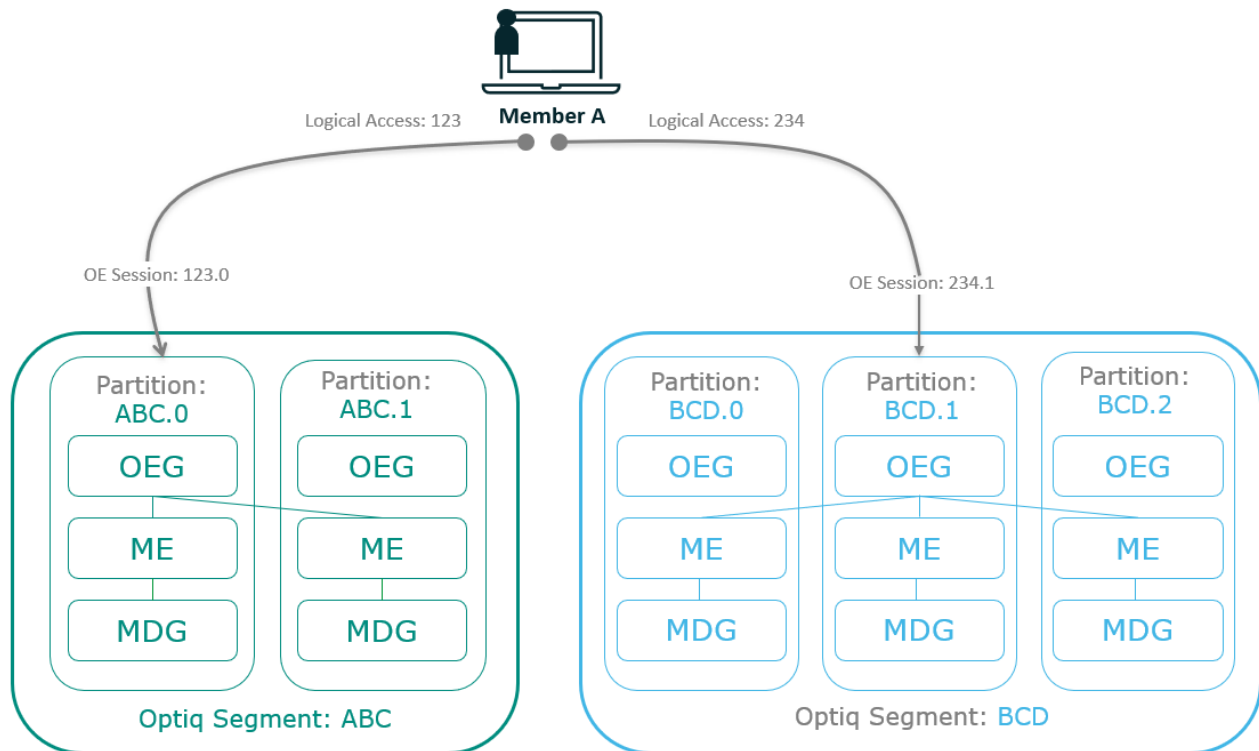 Member A
Logical Access: 123
Logical Access: 234
OE Session: 123.0
OE Session: 234.1
Partition:
ABC.0
OEG
ME
MDG
Partition:
ABC.1
OEG
ME
MDG
Optiq Segment: ABC
Partition:
BCD.0
OEG
ME
MDG
Partition:
BCD.1
OEG
ME
MDG
Partition:
BCD.2
OEG
ME
MDG
Optiq Segment: BCD